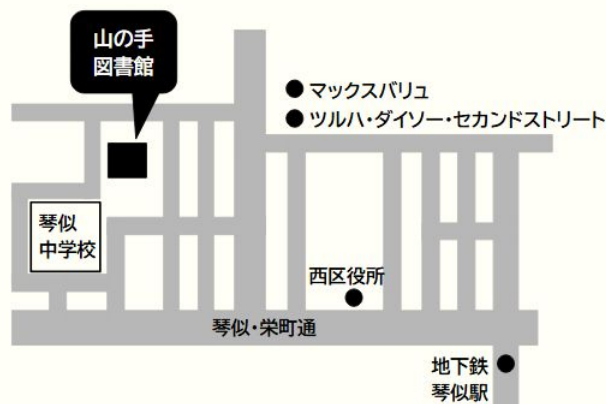 山の手
図書館
マックスバリュ
ツルハ・ダイソー・セカンドストリート
琴似
中学校
西区役所
琴似・栄町通
地下鉄
琴似駅